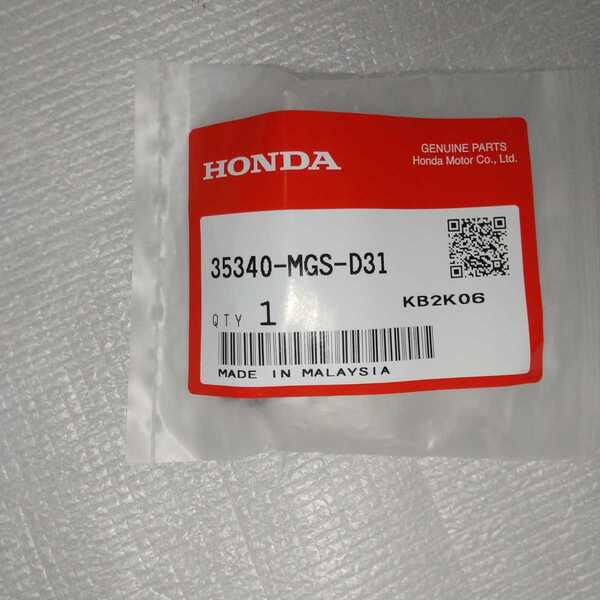 HONDA
GENUINE PARTS
Honda Motor Co., Ltd.
35340-MGS-D31
KB2K06
QTY 1
MADE IN MALAYSIA